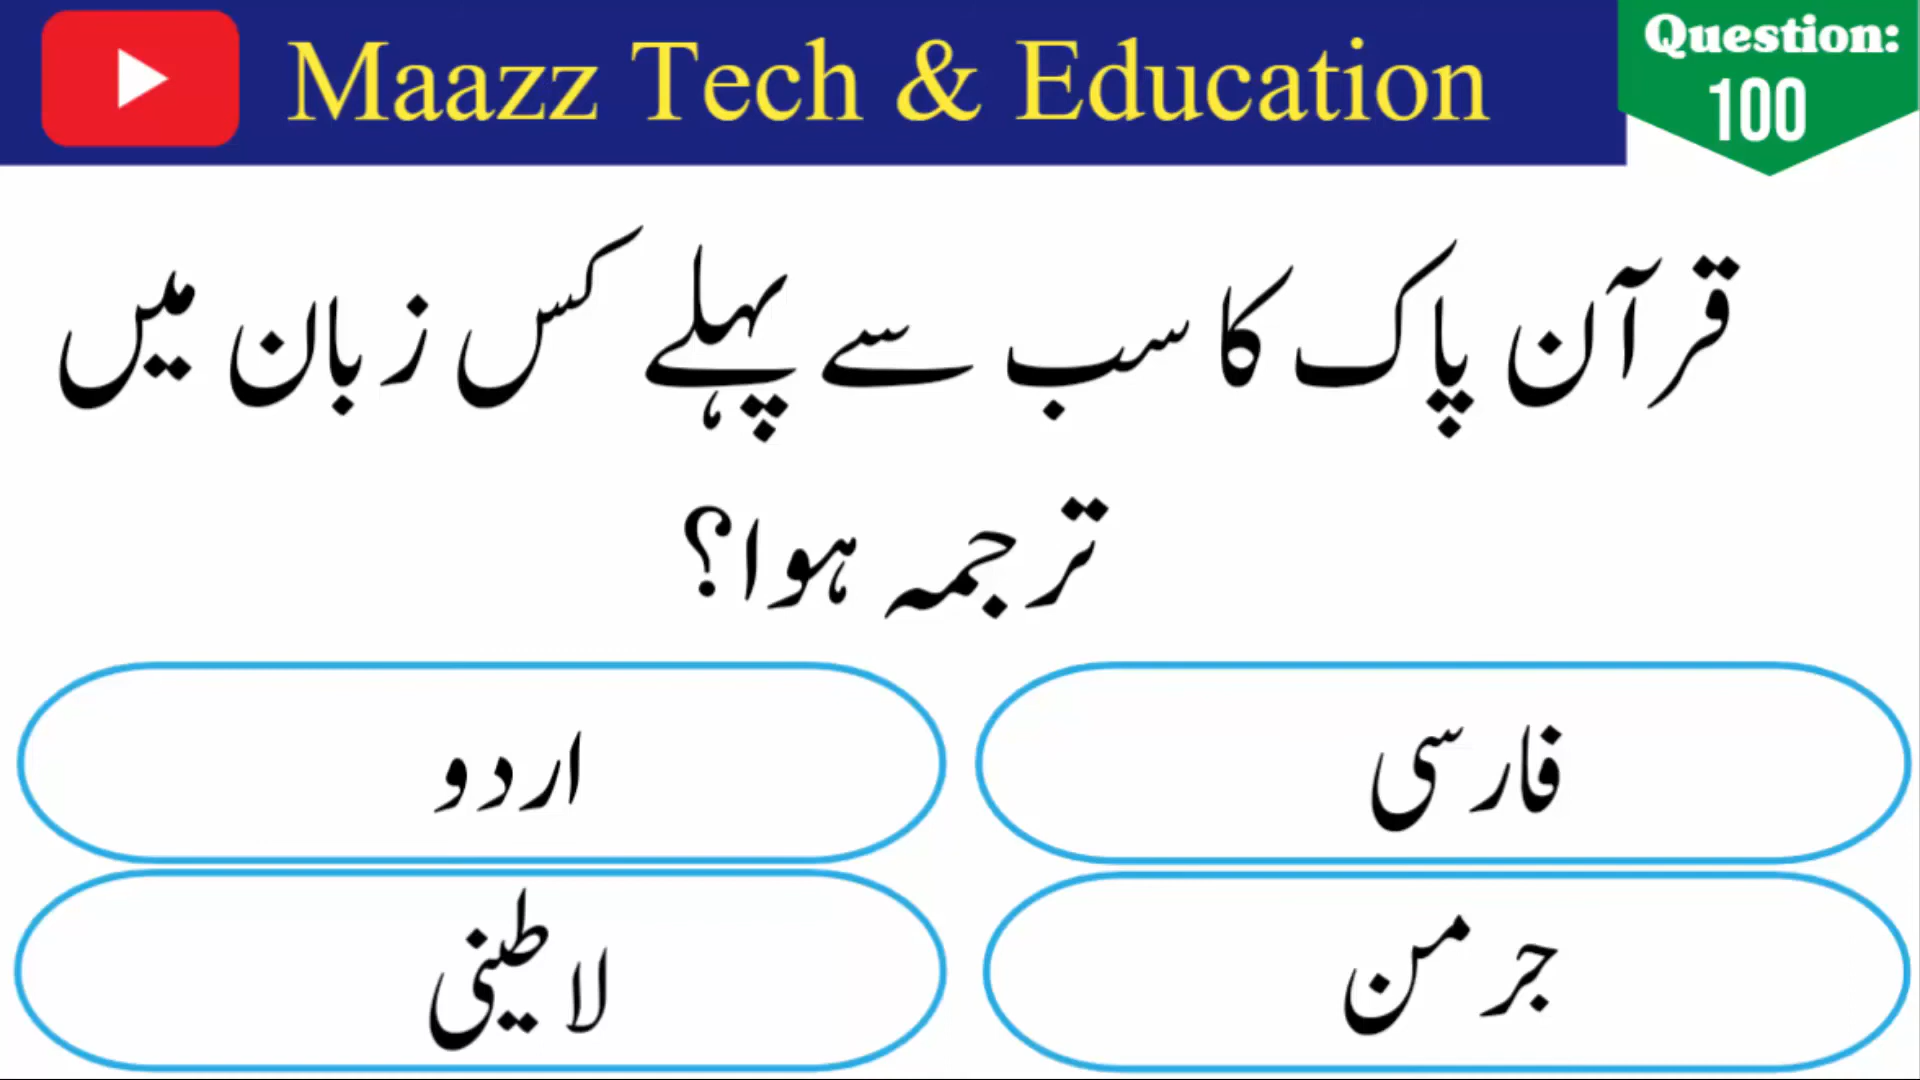 Maazz Tech & Education
Question:
100
قرآن پاک کا سب سے پہلے کس زبان میں
ترجمہ ہوا؟
فارسی
اردو
جرمن
لاطینی